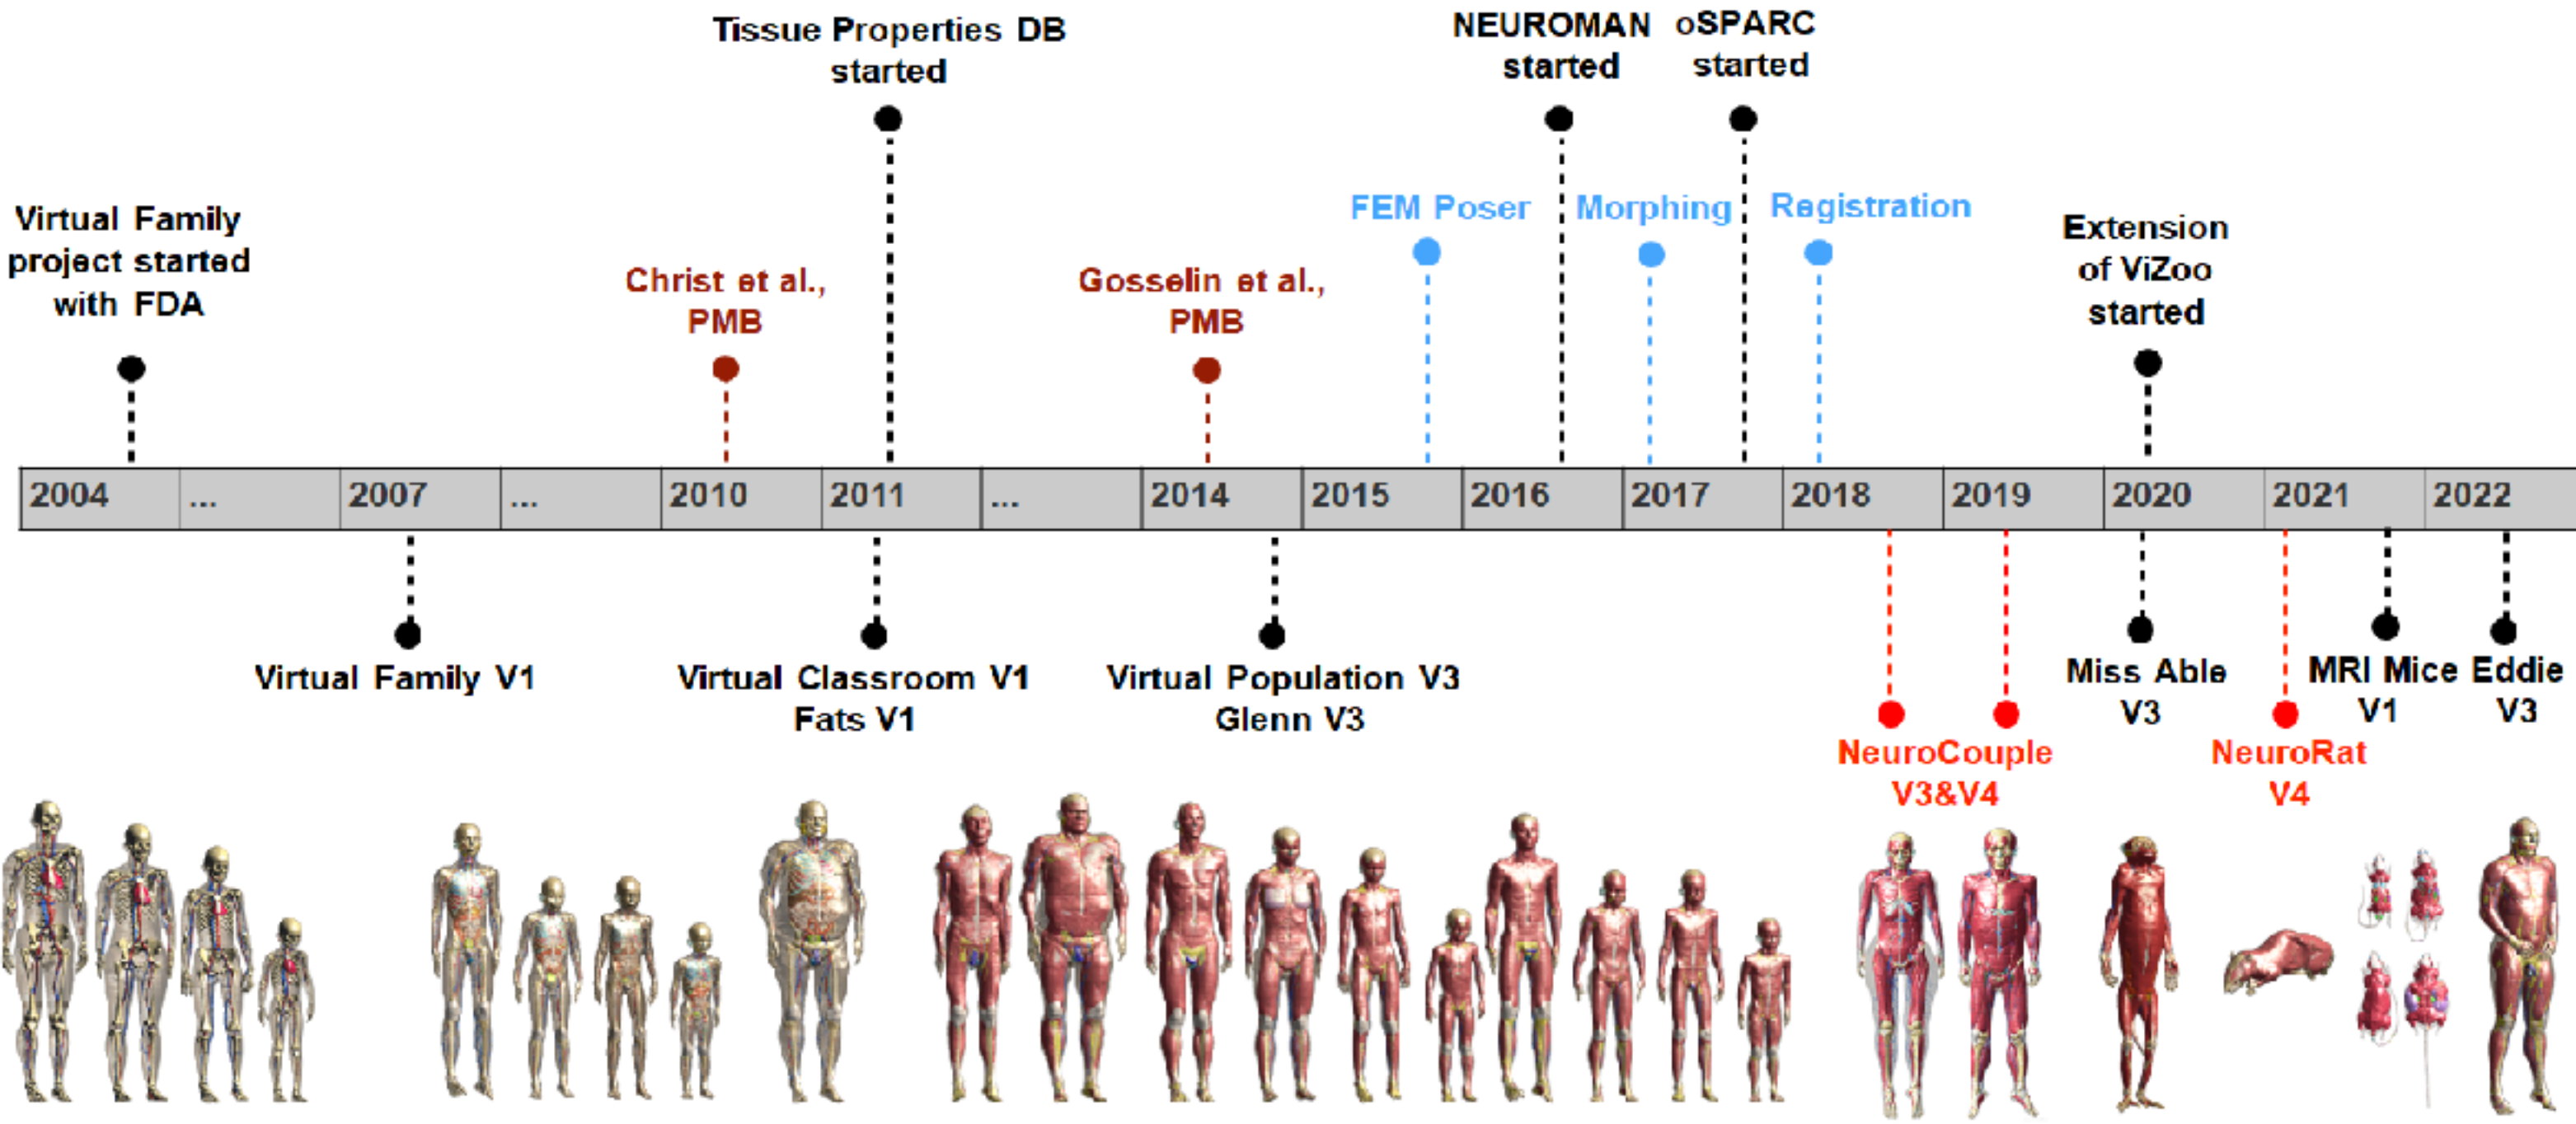 Tissue Properties DB
started
NEUROMAN
started
oSPARC
started
Virtual Family
project started
with FDA
Christ et al.,
PMB
Gosselin et al.,
PMB
FEM Poser
Morphing
Registration
Extension
of ViZoo
started
2004 ... 2007 ... 2010 2011 ... 2014 2015 2016 2017 2018 2019 2020 2021 2022
Virtual Family V1
Virtual Classroom V1
Fats V1
Virtual Population V3
Glenn V3
NeuroCouple
V3&V4
Miss Able
V3
NeuroRat
V4
MRI Mice
V1
Eddie
V3